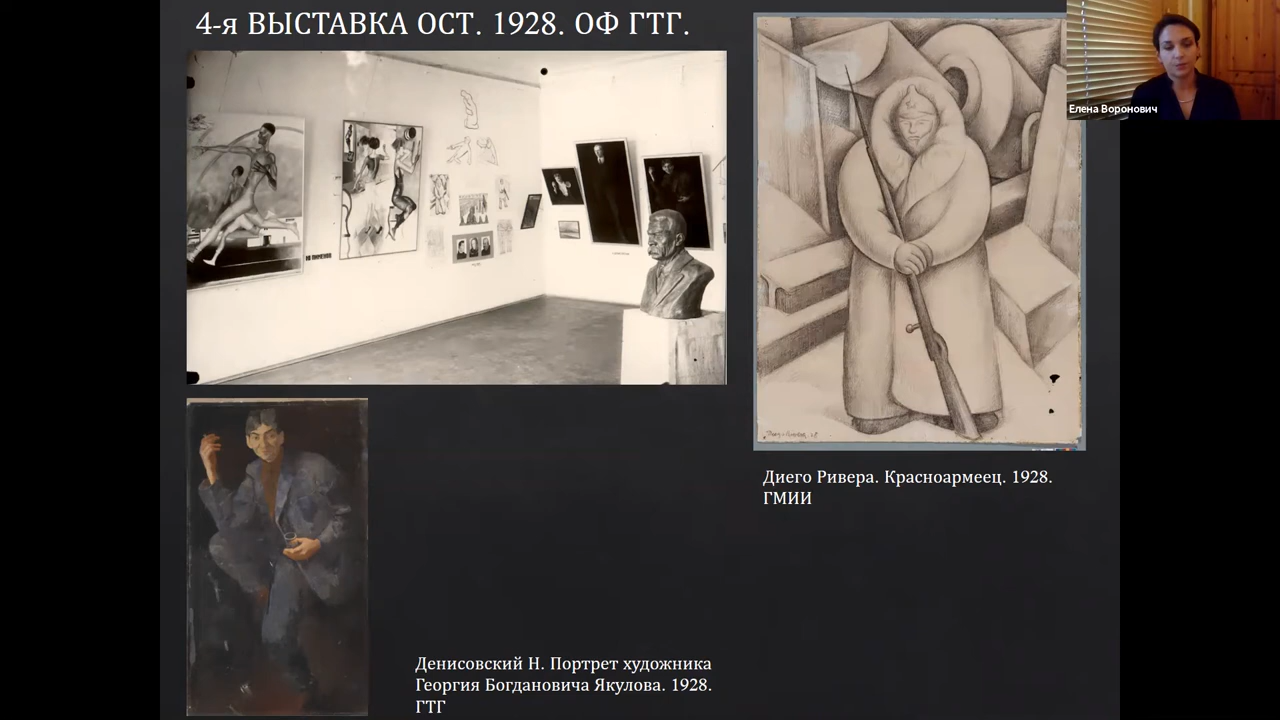 4-я ВЫСТАВКА ОСТ. 1928. ОФ ГТГ.
Елена Воронович
Диего Ривера. Красноармеец. 1928.
ГМИИ
Денисовский Н. Портрет художника
Георгия Богдановича Якулова. 1928.
ГТГ